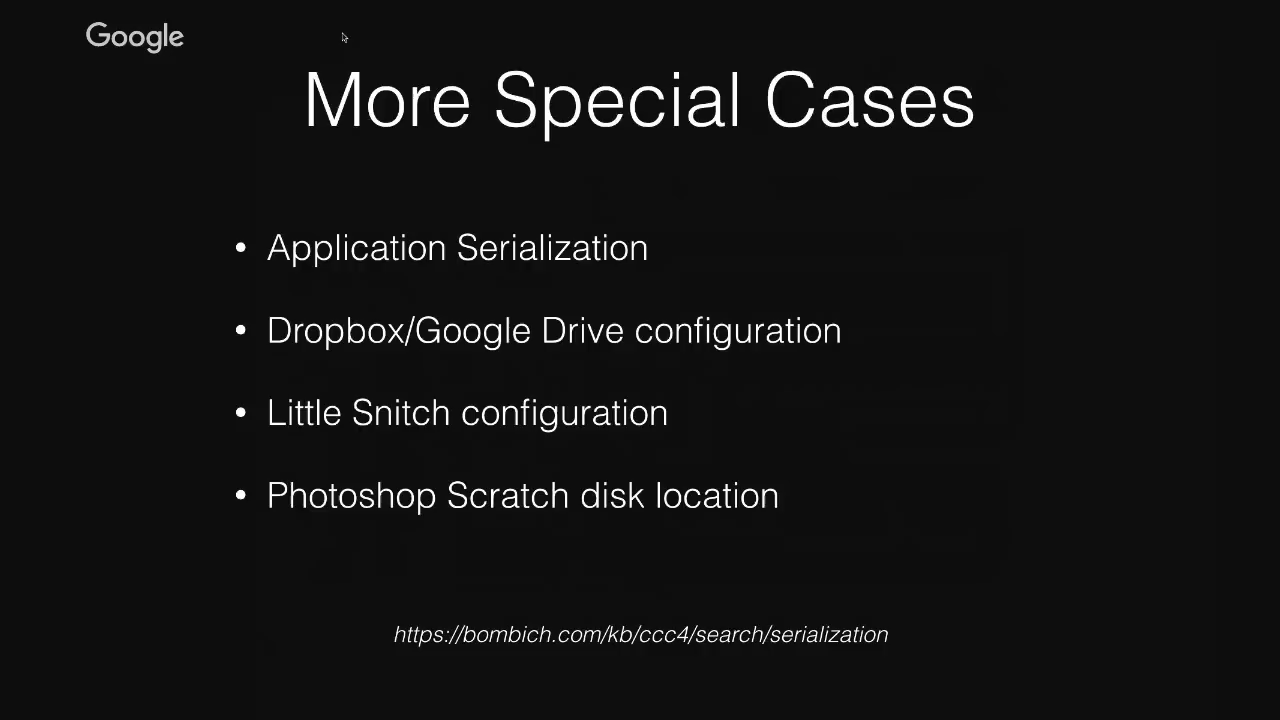 Google
More Special Cases
• Application Serialization
• Dropbox/Google Drive configuration
• Little Snitch configuration
• Photoshop Scratch disk location
https://bombich.com/kb/ccc4/search/serialization